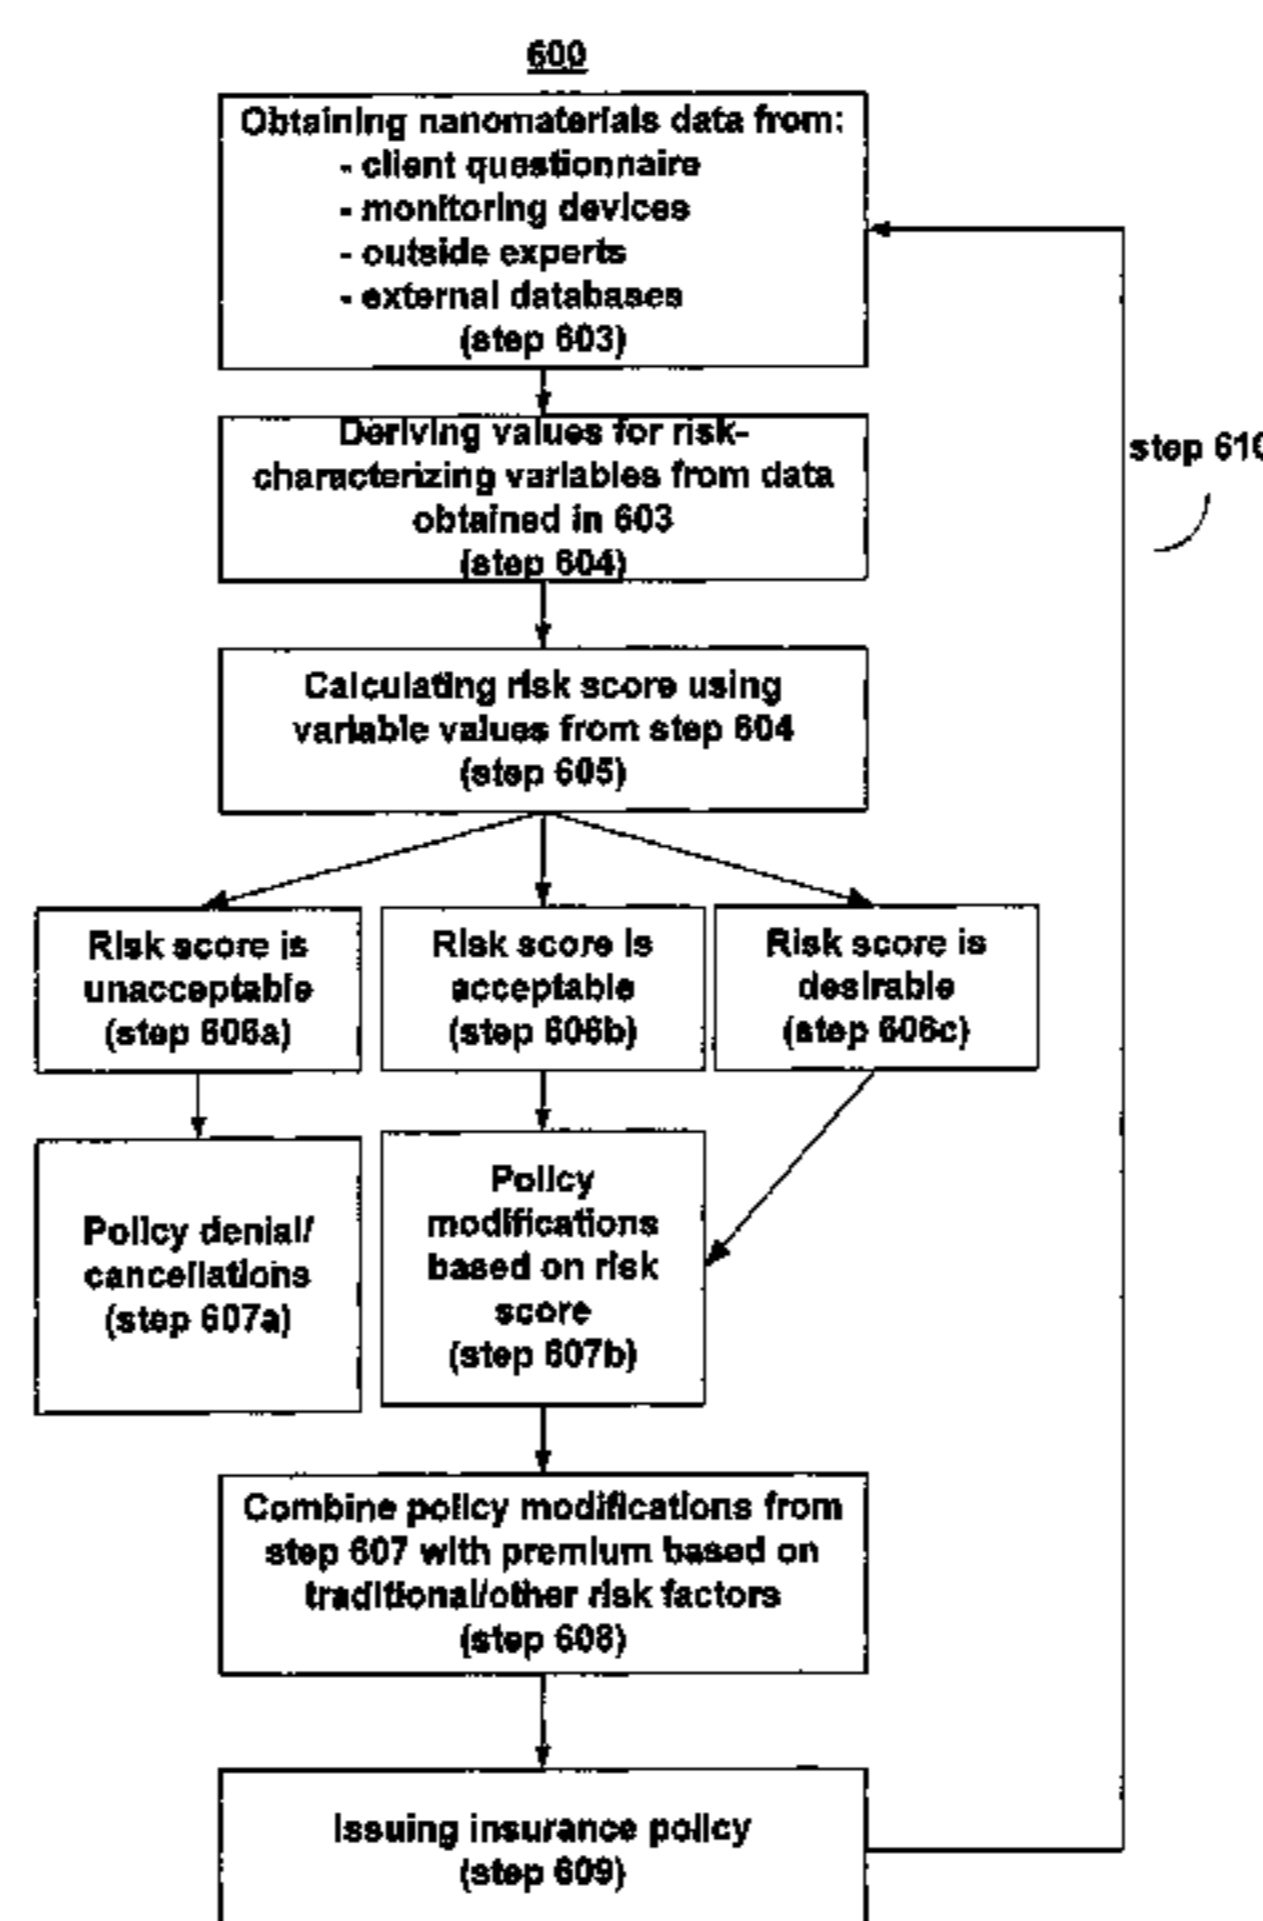 600
Obtaining nanomaterials data from:
- client questionnaire
- monitoring devices
- outside experts
- external databases
(step 603)
Deriving values for risk-
characterizing variables from data
obtained in 603
(step 604)
step 610
Calculating risk score using
variable values from step 604
(step 605)
Risk score is
unacceptable
(step 606a)
Risk score is
acceptable
(step 606b)
Risk score is
desirable
(step 606c)
Policy denial/
cancellations
(step 607a)
Policy
modifications
based on risk
score
(step 607b)
Combine policy modifications from
step 607 with premium based on
traditional/other risk factors
(step 608)
Issuing insurance policy
(step 609)